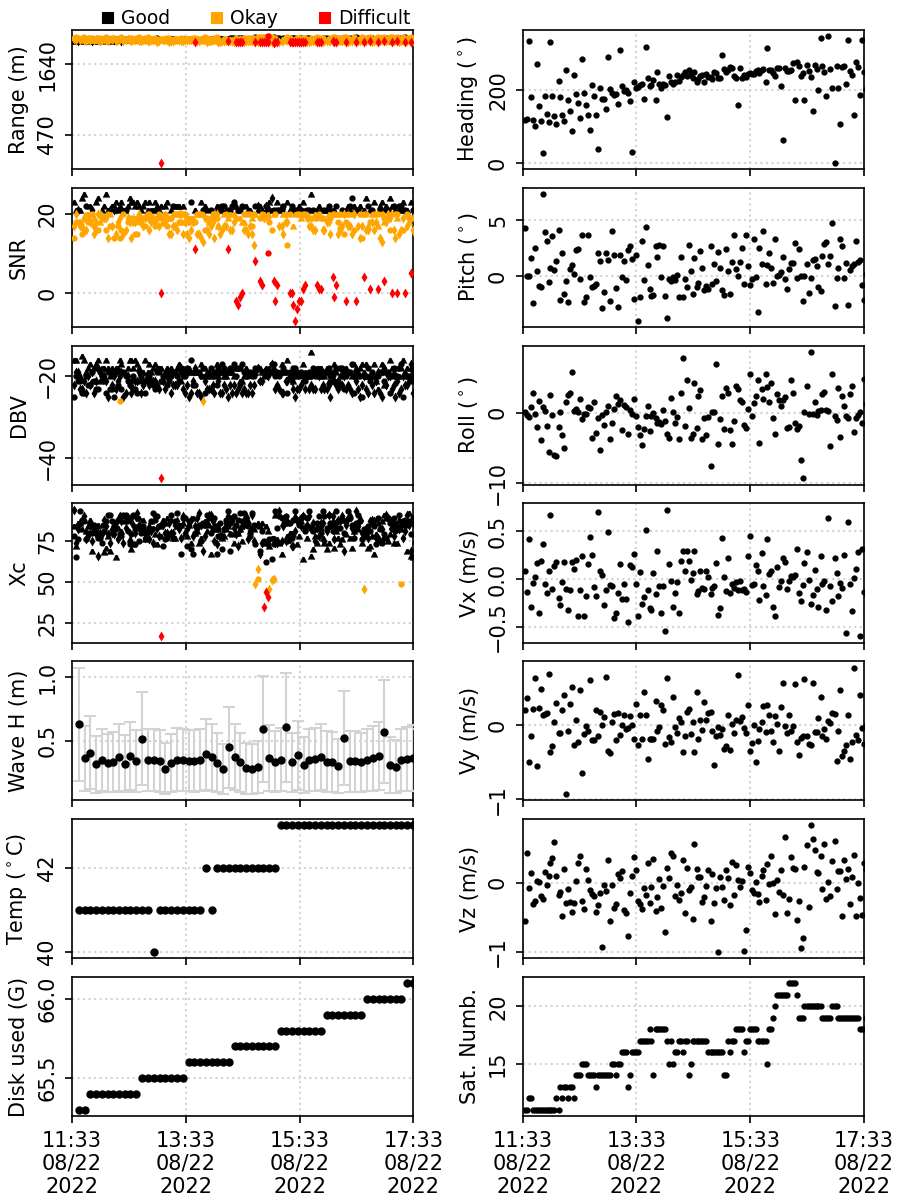 Good Okay Difficult
Range (m)
1640
470
Heading (°)
200
0
SNR
20
0
Pitch (°)
5
0
DBV
−20
−40
Roll (°)
0
−10
Xc
75
50
25
Vx (m/s)
0.5
0.0
−0.5
Wave H (m)
1.0
0.5
Vy (m/s)
0
−1
Temp (°C)
42
40
Vz (m/s)
0
−1
Disk used (G)
66.0
65.5
Sat. Numb.
20
15
11:33 13:33 15:33 17:33
08/22 08/22 08/22 08/22
2022 2022 2022 2022
11:33 13:33 15:33 17:33
08/22 08/22 08/22 08/22
2022 2022 2022 2022